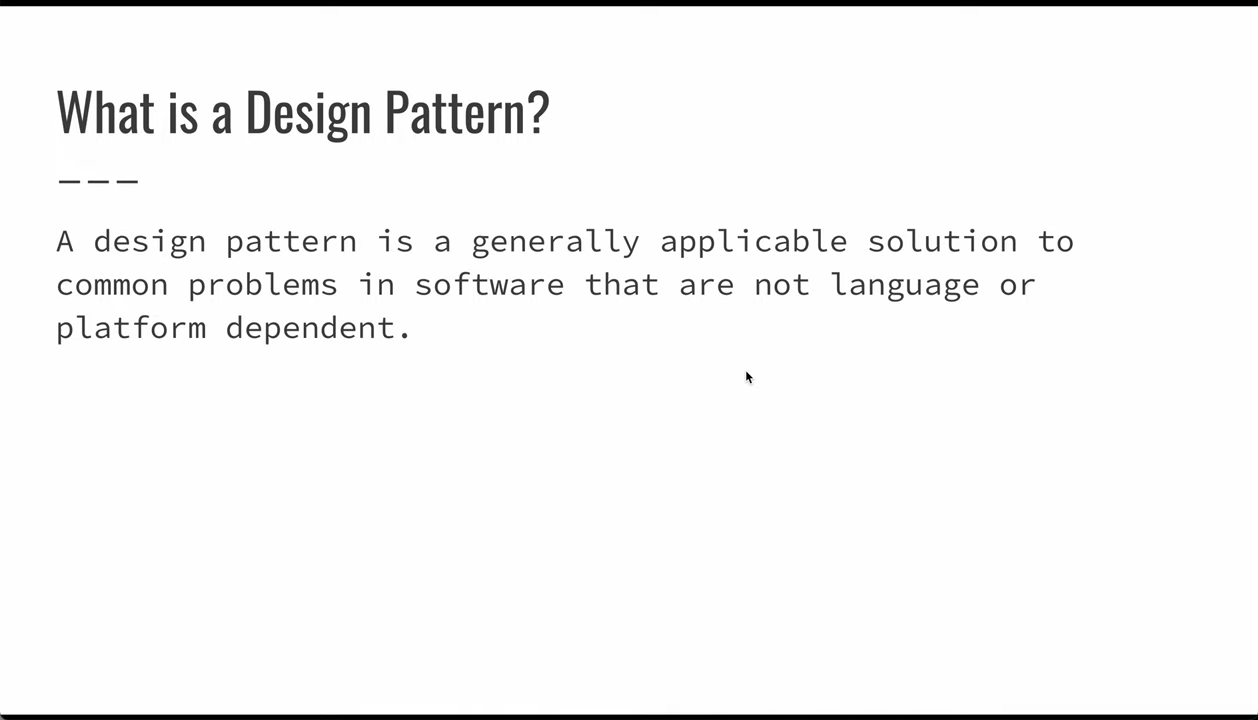 What is a Design Pattern?
———
A design pattern is a generally applicable solution to
common problems in software that are not language or
platform dependent.